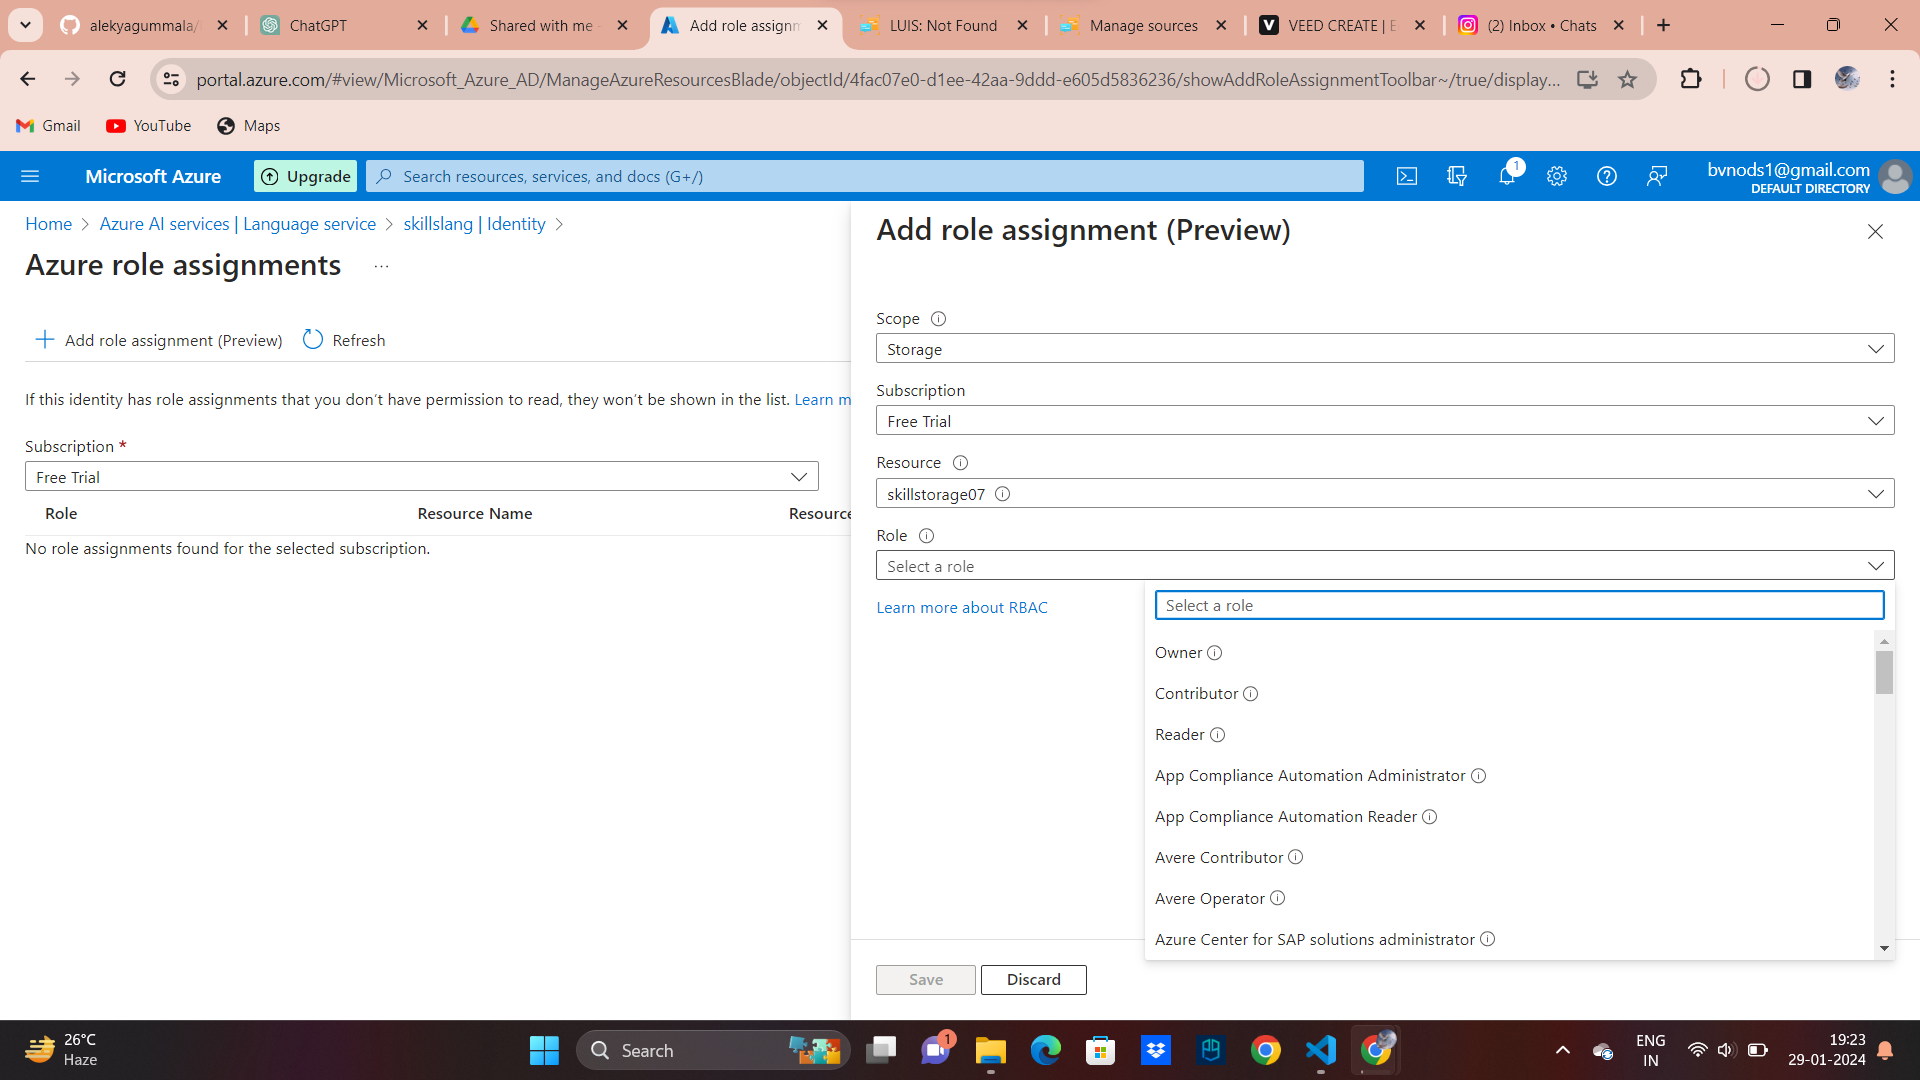 alekyagummala/
ChatGPT
Shared with me -
Add role assignm
LUIS: Not Found
Manage sources
VEED CREATE | E
(2) Inbox • Chats
portal.azure.com/#view/Microsoft_Azure_AD/ManageAzureResourcesBlade/objectId/4fac07e0-d1ee-42aa-9ddd-e605d5836236/showAddRoleAssignmentToolbar~/true/display...
Gmail
YouTube
Maps
Microsoft Azure
Upgrade
Search resources, services, and docs (G+/)
1
bvnods1@gmail.com
DEFAULT DIRECTORY
Home > Azure AI services | Language service > skillslang | Identity >
Azure role assignments ...
Add role assignment (Preview)
Refresh
If this identity has role assignments that you don't have permission to read, they won't be shown in the list. Learn m
Subscription *
Free Trial
Role
Resource Name
Resource
No role assignments found for the selected subscription.
Add role assignment (Preview)
Scope
Storage
Subscription
Free Trial
Resource
skillstorage07
Role
Select a role
Learn more about RBAC
Select a role
Owner
Contributor
Reader
App Compliance Automation Administrator
App Compliance Automation Reader
Avere Contributor
Avere Operator
Azure Center for SAP solutions administrator
Save
Discard
26°C
Haze
Search
1
ENG
IN
19:23
29-01-2024